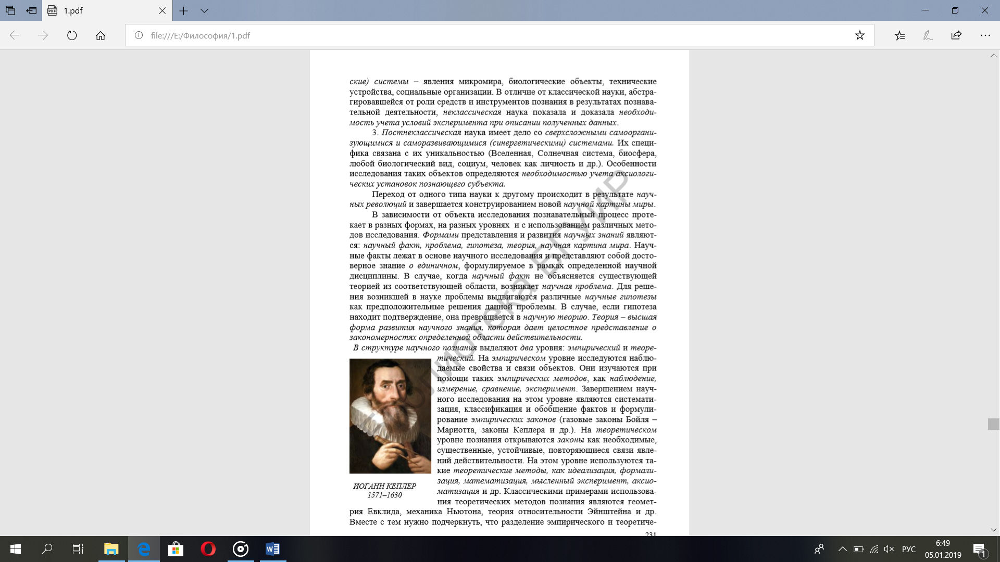 1.pdf
file:///E:/Философия/1.pdf
ские) системы – явления микромира, биологические объекты, технические
устройства, социальные организации. В отличие от классической науки, абстра-
гировавшейся от роли средств и инструментов познания в результатах познава-
тельной деятельности, неклассическая наука показала и доказала необходи-
мость учета условий эксперимента при описании полученных данных.
3. Постнеклассическая наука имеет дело со сверхсложными самооргани-
зующимися и саморазвивающимися (синергетическими) системами. Их специ-
фика связана с их уникальностью (Вселенная, Солнечная система, биосфера,
любой биологический вид, социум, человек как личность и др.). Особенности
исследования таких объектов определяются необходимостью учета аксиологи-
ческих установок познающего субъекта.
Переход от одного типа науки к другому происходит в результате науч-
ных революций и завершается конструированием новой научной картины миры.
В зависимости от объекта исследования познавательный процесс проте-
кает в разных формах, на разных уровнях и с использованием различных мето-
дов исследования. Формами представления и развития научных знаний являют-
ся: научный факт, проблема, гипотеза, теория, научная картина мира. Науч-
ные факты лежат в основе научного исследования и представляют собой досто-
верное знание о единичном, формулируемое в рамках определенной научной
дисциплины. В случае, когда научный факт не объясняется существующей
теорией из соответствующей области, возникает научная проблема. Для реше-
ния возникшей в науке проблемы выдвигаются различные научные гипотезы
как предположительные решения данной проблемы. В случае, если гипотеза
находит подтверждение, она превращается в научную теорию. Теория – высшая
форма развития научного знания, которая дает целостное представление о
закономерностях определенной области действительности.
В структуре научного познания выделяют два уровня: эмпирический и теоре-
тический. На эмпирическом уровне исследуются наблю-
даемые свойства и связи объектов. Они изучаются при
помощи таких эмпирических методов, как наблюдение,
измерение, сравнение, эксперимент. Завершением науч-
ного исследования на этом уровне являются системати-
зация, классификация и обобщение фактов и формули-
рование эмпирических законов (газовые законы Бойля –
Мариотта, законы Кеплера и др.). На теоретическом
уровне познания открываются законы как необходимые,
существенные, устойчивые, повторяющиеся связи явле-
ний действительности. На этом уровне используются та-
кие теоретические методы, как идеализация, формали-
зация, математизация, мысленный эксперимент, аксио-
матизация и др. Классическими примерами использова-
ния теоретических методов познания являются геомет-
рия Евклида, механика Ньютона, теория относительности Эйнштейна и др.
Вместе с тем нужно подчеркнуть, что разделение эмпирического и теоретиче-
ИОГАНН КЕПЛЕР
1571–1630
231
Библиотека БГУИР
РУС
6:49
05.01.2019
1